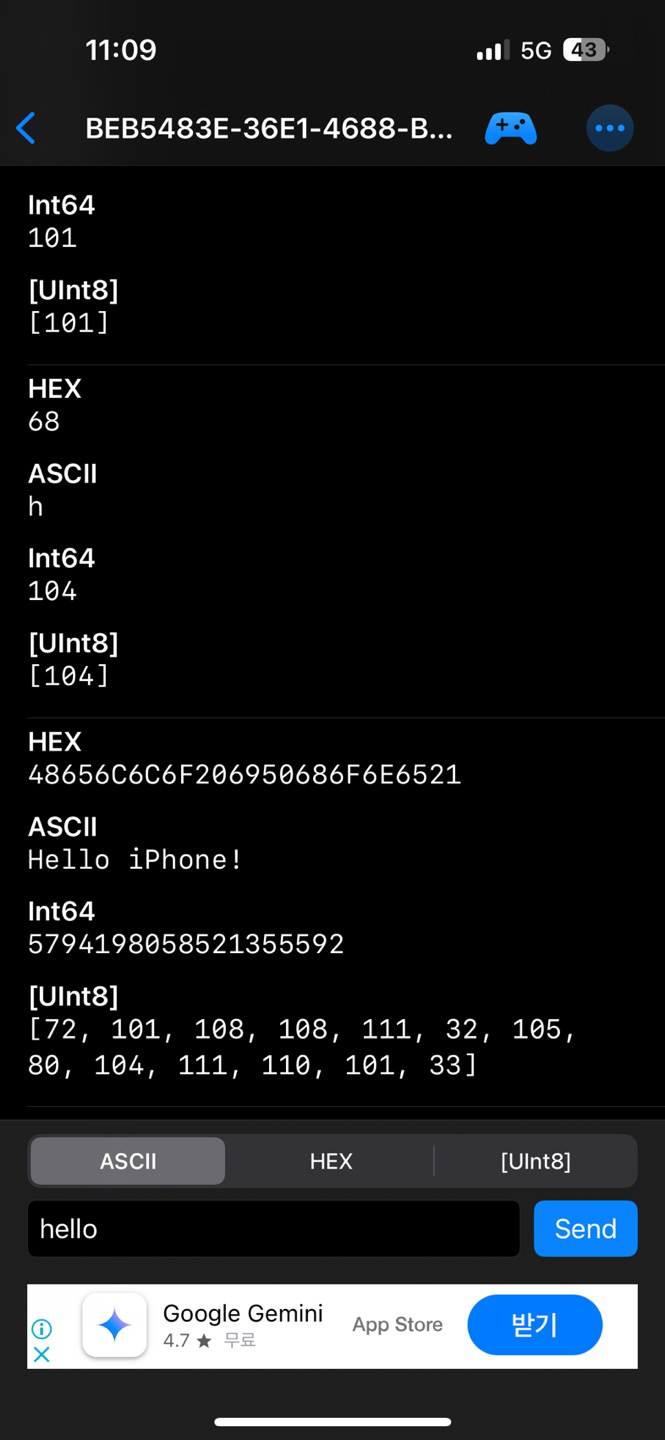 11:09
5G
43
BEB5483E-36E1-4688-B...
Int64
101
[UInt8]
[101]
HEX
68
ASCII
h
Int64
104
[UInt8]
[104]
HEX
48656C6C6F206950686F6E6521
ASCII
Hello iPhone!
Int64
5794198058521355592
[UInt8]
[72, 101, 108, 108, 111, 32, 105,
80, 104, 111, 110, 101, 33]
ASCII
HEX
[UInt8]
hello
Send
Google Gemini
4.7 ★ 무료
App Store
받기